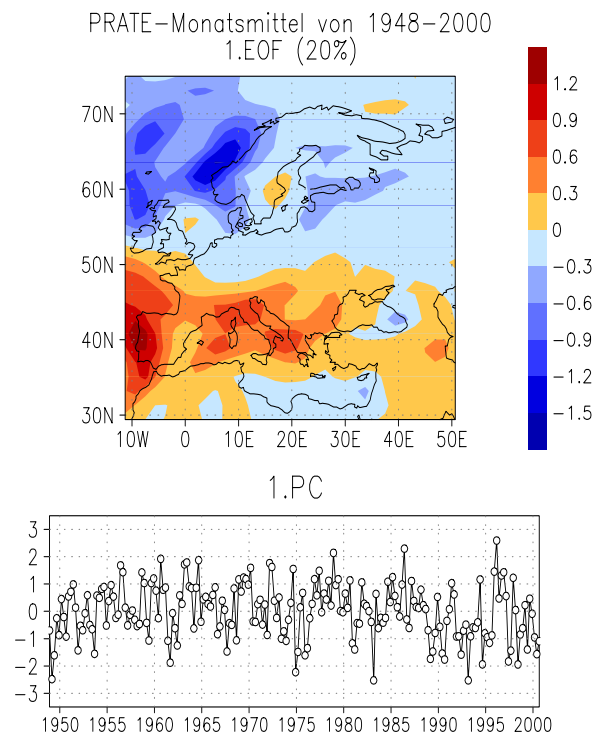 PRATE-Monatsmittel von 1948-2000
1.EOF (20%)
70N
60N
50N
40N
30N
10W 0 10E 20E 30E 40E 50E
1.2
0.9
0.6
0.3
0
-0.3
-0.6
-0.9
-1.2
-1.5
1.PC
3
2
1
0
-1
-2
-3
1950 1955 1960 1965 1970 1975 1980 1985 1990 1995 2000